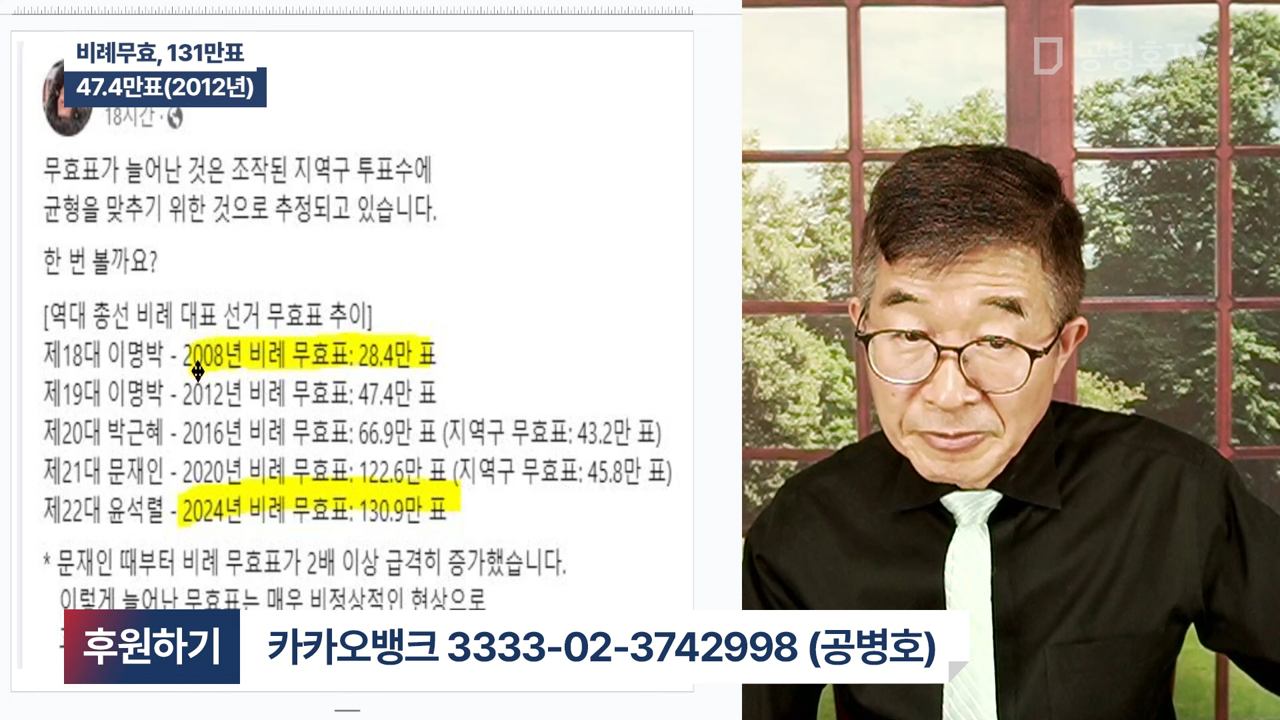 비례무효, 131만표
47.4만표(2012년)
공병호TV
18시간 ·
무효표가 늘어난 것은 조작된 지역구 투표수에
균형을 맞추기 위한 것으로 추정되고 있습니다.
한 번 볼까요?
[역대 총선 비례 대표 선거 무효표 추이]
제18대 이명박 - 2008년 비례 무효표: 28.4만 표
제19대 이명박 - 2012년 비례 무효표: 47.4만 표
제20대 박근혜 - 2016년 비례 무효표: 66.9만 표 (지역구 무효표: 43.2만 표)
제21대 문재인 - 2020년 비례 무효표: 122.6만 표 (지역구 무효표: 45.8만 표)
제22대 윤석렬 - 2024년 비례 무효표: 130.9만 표
* 문재인 때부터 비례 무효표가 2배 이상 급격히 증가했습니다.
이렇게 늘어난 무효표는 매우 비정상적인 현상으로
후원하기
카카오뱅크 3333-02-3742998 (공병호)